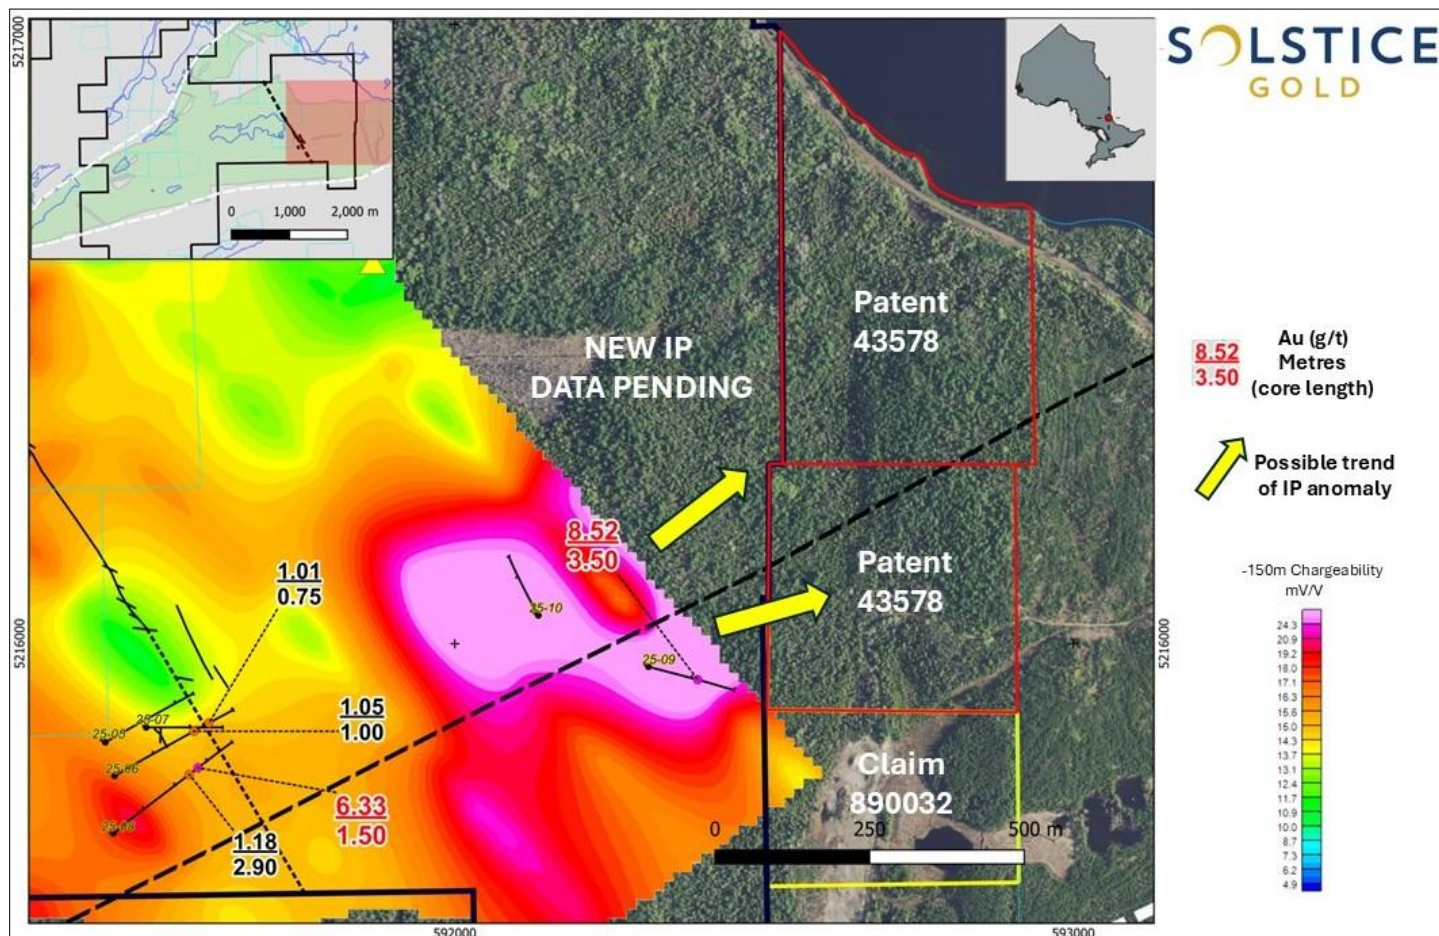 5217000
SOLSTICE
GOLD
0 1,000 2,000 m
Patent
43578
NEW IP
DATA PENDING
8.52
3.50
Au (g/t)
Metres
(core length)
Possible trend
of IP anomaly
8.52
3.50
1.01
0.75
25-10
Patent
43578
-150m Chargeability
mV/V
24.3
20.9
19.2
18.0
17.1
16.3
15.6
15.0
14.3
13.7
13.1
12.4
11.7
10.9
10.0
8.7
7.3
6.2
4.9
5216000
5216000
25-09
1.05
1.00
25-07
25-05
25-06
25-08
6.33
1.50
1.18
2.90
Claim
890032
0 250 500 m
592000
593000